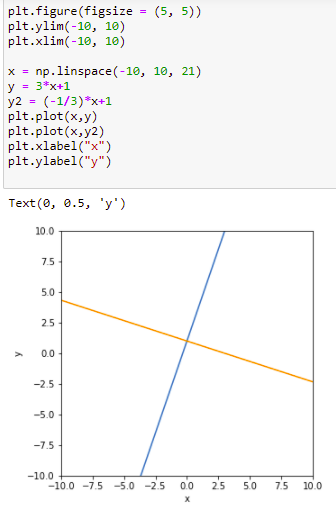 plt.figure(figsize = (5, 5))
plt.ylim(-10, 10)
plt.xlim(-10, 10)
x = np.linspace(-10, 10, 21)
y = 3*x+1
y2 = (-1/3)*x+1
plt.plot(x,y)
plt.plot(x,y2)
plt.xlabel("x")
plt.ylabel("y")
Text(0, 0.5, 'y')
10.0
7.5
5.0
2.5
0.0
−2.5
−5.0
−7.5
−10.0
y
−10.0 −7.5 −5.0 −2.5 0.0 2.5 5.0 7.5 10.0
x